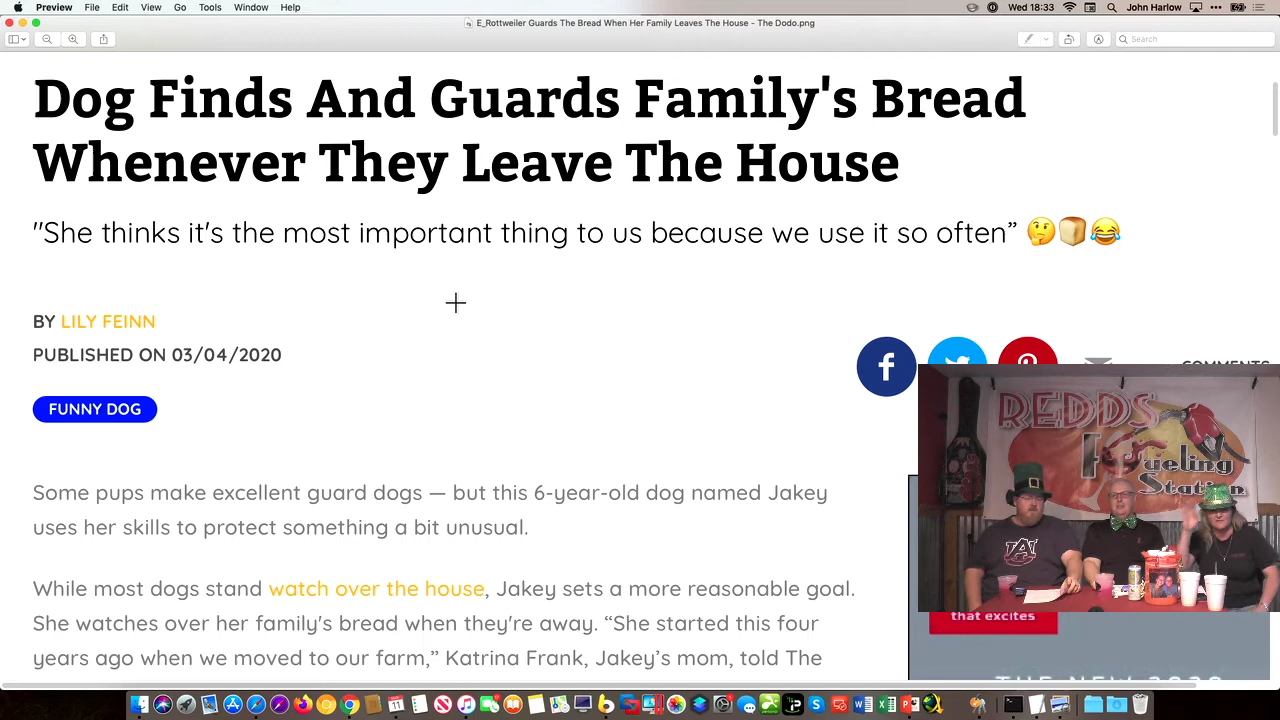 Preview File Edit View Go Tools Window Help
Wed 18:33 John Harlow
E_Rottweiler Guards The Bread When Her Family Leaves The House - The Dodo.png
Search
Dog Finds And Guards Family's Bread
Whenever They Leave The House
"She thinks it's the most important thing to us because we use it so often” 🤔🍞😂
BY LILY FEINN
PUBLISHED ON 03/04/2020
COMMENTS
FUNNY DOG
Some pups make excellent guard dogs — but this 6-year-old dog named Jakey
uses her skills to protect something a bit unusual.
While most dogs stand watch over the house, Jakey sets a more reasonable goal.
She watches over her family's bread when they're away. “She started this four
years ago when we moved to our farm,” Katrina Frank, Jakey’s mom, told The
REDDS
Fueling
Station
AU
that excites
THE NEW 2020